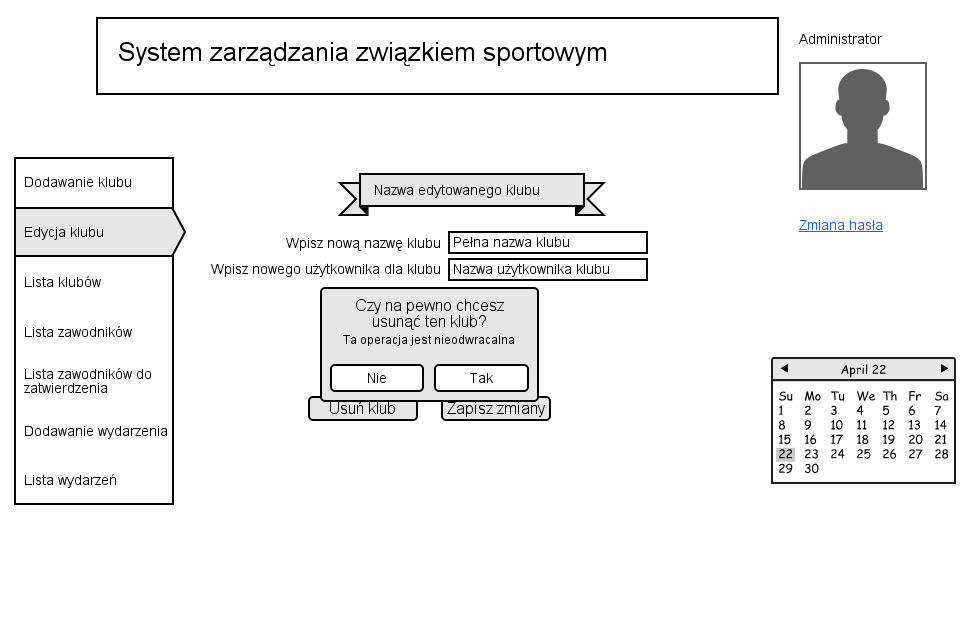 System zarządzania związkiem sportowym
Administrator
Dodawanie klubu
Edycja klubu
Lista klubów
Lista zawodników
Lista zawodników do
zatwierdzenia
Dodawanie wydarzenia
Lista wydarzeń
Nazwa edytowanego klubu
Wpisz nową nazwę klubu Pełna nazwa klubu
Wpisz nowego użytkownika dla klubu Nazwa użytkownika klubu
Czy na pewno chcesz
usunąć ten klub?
Ta operacja jest nieodwracalna
Nie Tak
Usuń klub Zapisz zmiany
Zmiana hasła
April 22
Su Mo Tu We Th Fr Sa
1 2 3 4 5 6 7
8 9 10 11 12 13 14
15 16 17 18 19 20 21
22 23 24 25 26 27 28
29 30